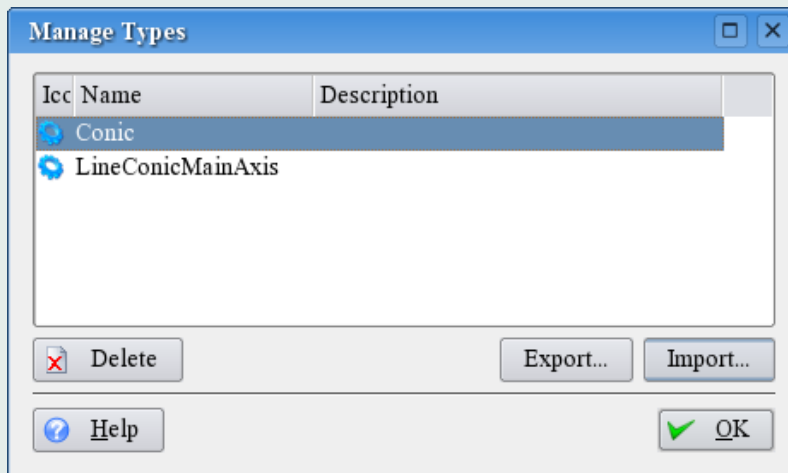 Manage Types
Icc Name Description
Conic
LineConicMainAxis
Delete Export... Import...
Help OK